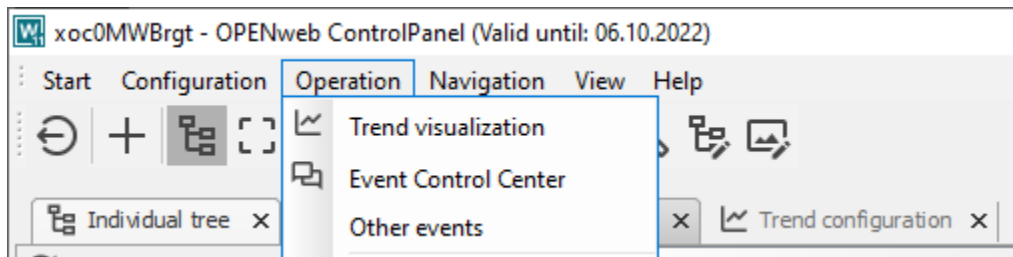 xoc0MWBrgt - OPENweb ControlPanel (Valid until: 06.10.2022)
Start Configuration Operation Navigation View Help
Trend visualization
Event Control Center
Other events
Individual tree
Trend configuration